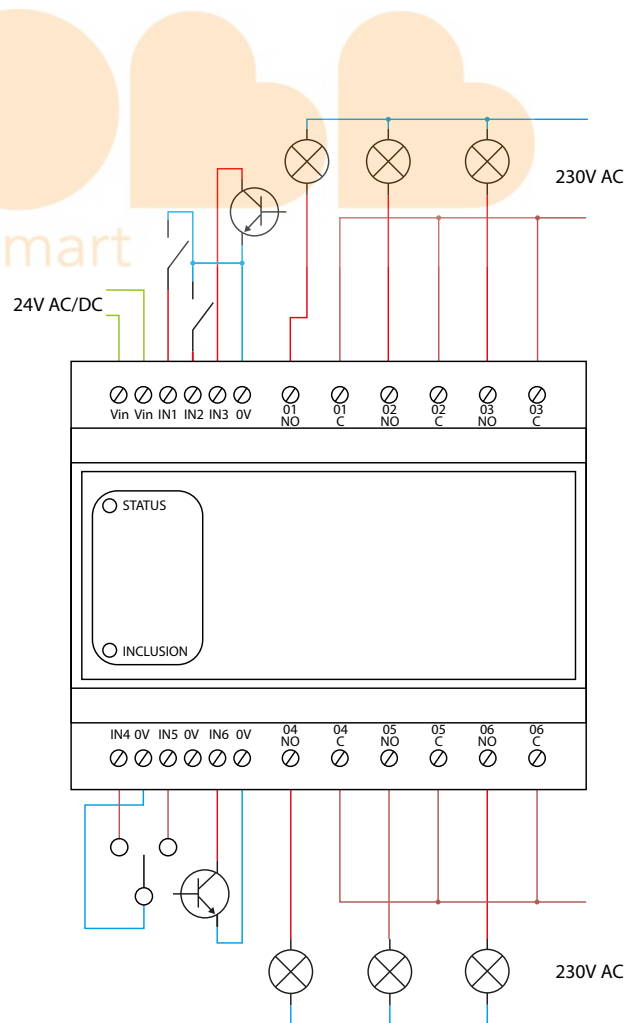 mart
230V AC
24V AC/DC
Vin Vin IN1 IN2 IN3 0V 01 NO 01 C 02 NO 02 C 03 NO 03 C
STATUS
INCLUSION
IN4 0V IN5 0V IN6 0V 04 NO 04 C 05 NO 05 C 06 NO 06 C
230V AC